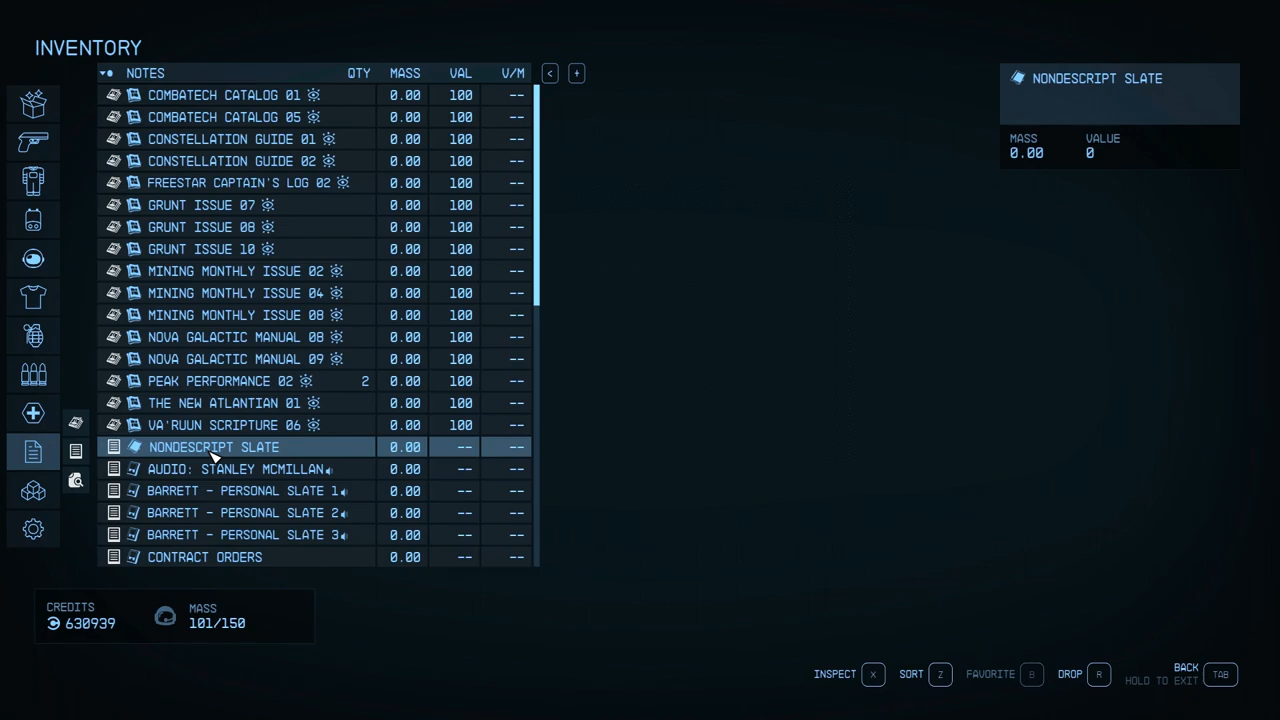 INVENTORY
NOTES QTY MASS VAL V/M < +
COMBATECH CATALOG 01 0.00 100 --
COMBATECH CATALOG 05 0.00 100 --
CONSTELLATION GUIDE 01 0.00 100 --
CONSTELLATION GUIDE 02 0.00 100 --
FREESTAR CAPTAIN'S LOG 02 0.00 100 --
GRUNT ISSUE 07 0.00 100 --
GRUNT ISSUE 08 0.00 100 --
GRUNT ISSUE 10 0.00 100 --
MINING MONTHLY ISSUE 02 0.00 100 --
MINING MONTHLY ISSUE 04 0.00 100 --
MINING MONTHLY ISSUE 08 0.00 100 --
NOVA GALACTIC MANUAL 08 0.00 100 --
NOVA GALACTIC MANUAL 09 0.00 100 --
PEAK PERFORMANCE 02 2 0.00 100 --
THE NEW ATLANTIAN 01 0.00 100 --
VA'RUUN SCRIPTURE 06 0.00 100 --
NONDESCRIPT SLATE 0.00 -- --
AUDIO: STANLEY MCMILLAN 0.00 -- --
BARRETT - PERSONAL SLATE 1 0.00 -- --
BARRETT - PERSONAL SLATE 2 0.00 -- --
BARRETT - PERSONAL SLATE 3 0.00 -- --
CONTRACT ORDERS 0.00 -- --
NONDESCRIPT SLATE
MASS VALUE
0.00 0
CREDITS MASS
630939 101/150
INSPECT X SORT Z FAVORITE B DROP R BACK TAB
HOLD TO EXIT